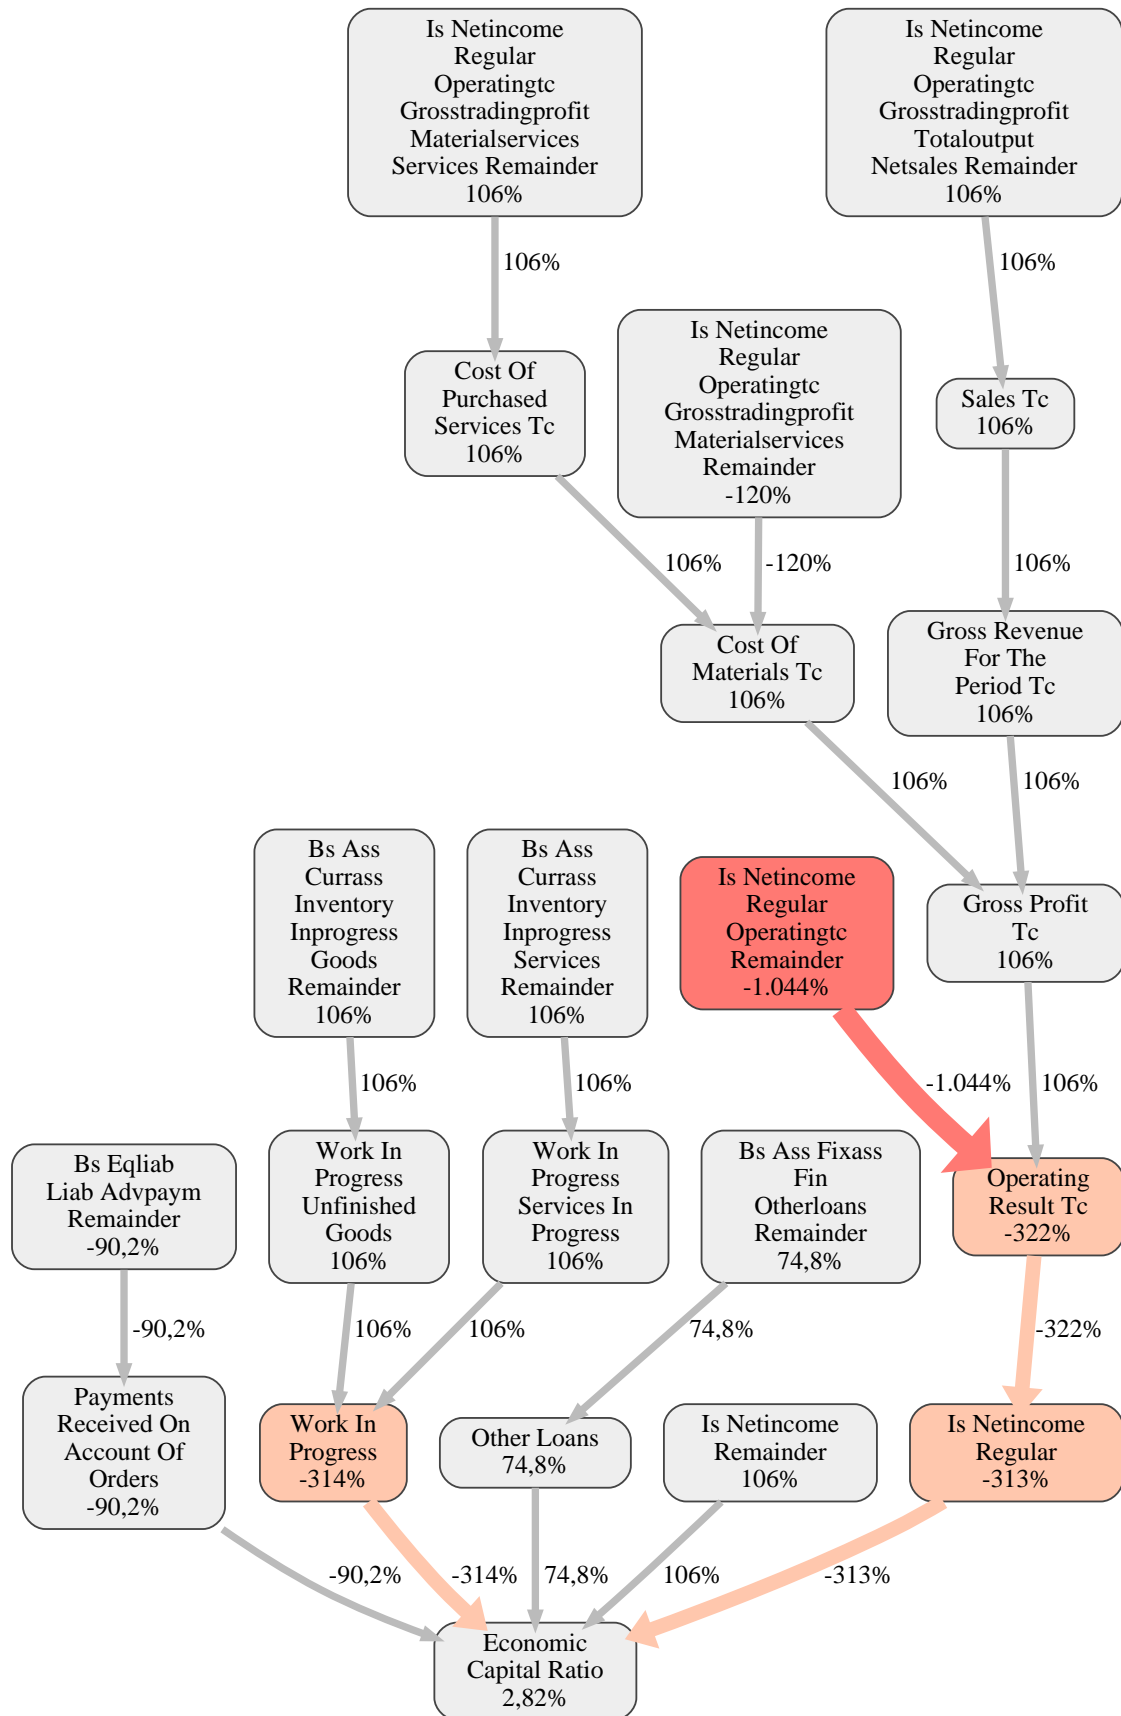 Is Netincome
Regular
Operatingtc
Grosstradingprofit
Materialservices
Services Remainder
106%
Is Netincome
Regular
Operatingtc
Grosstradingprofit
Totaloutput
Netsales Remainder
106%
106%
106%
Cost Of
Purchased
Services Tc
106%
Is Netincome
Regular
Operatingtc
Grosstradingprofit
Materialservices
Remainder
-120%
Sales Tc
106%
106%
-120%
106%
Cost Of
Materials Tc
106%
Gross Revenue
For The
Period Tc
106%
106%
106%
Bs Ass
Currass
Inventory
Inprogress
Goods
Remainder
106%
Bs Ass
Currass
Inventory
Inprogress
Services
Remainder
106%
Is Netincome
Regular
Operatingtc
Remainder
-1.044%
Gross Profit
Tc
106%
106%
106%
-1.044%
106%
Bs Eqliab
Liab Advpaym
Remainder
-90,2%
Work In
Progress
Unfinished
Goods
106%
Work In
Progress
Services In
Progress
106%
Bs Ass Fixass
Fin
Otherloans
Remainder
74,8%
Operating
Result Tc
-322%
-90,2%
106%
106%
74,8%
-322%
Payments
Received On
Account Of
Orders
-90,2%
Work In
Progress
-314%
Other Loans
74,8%
Is Netincome
Remainder
106%
Is Netincome
Regular
-313%
-90,2%
-314%
74,8%
106%
-313%
Economic
Capital Ratio
2,82%